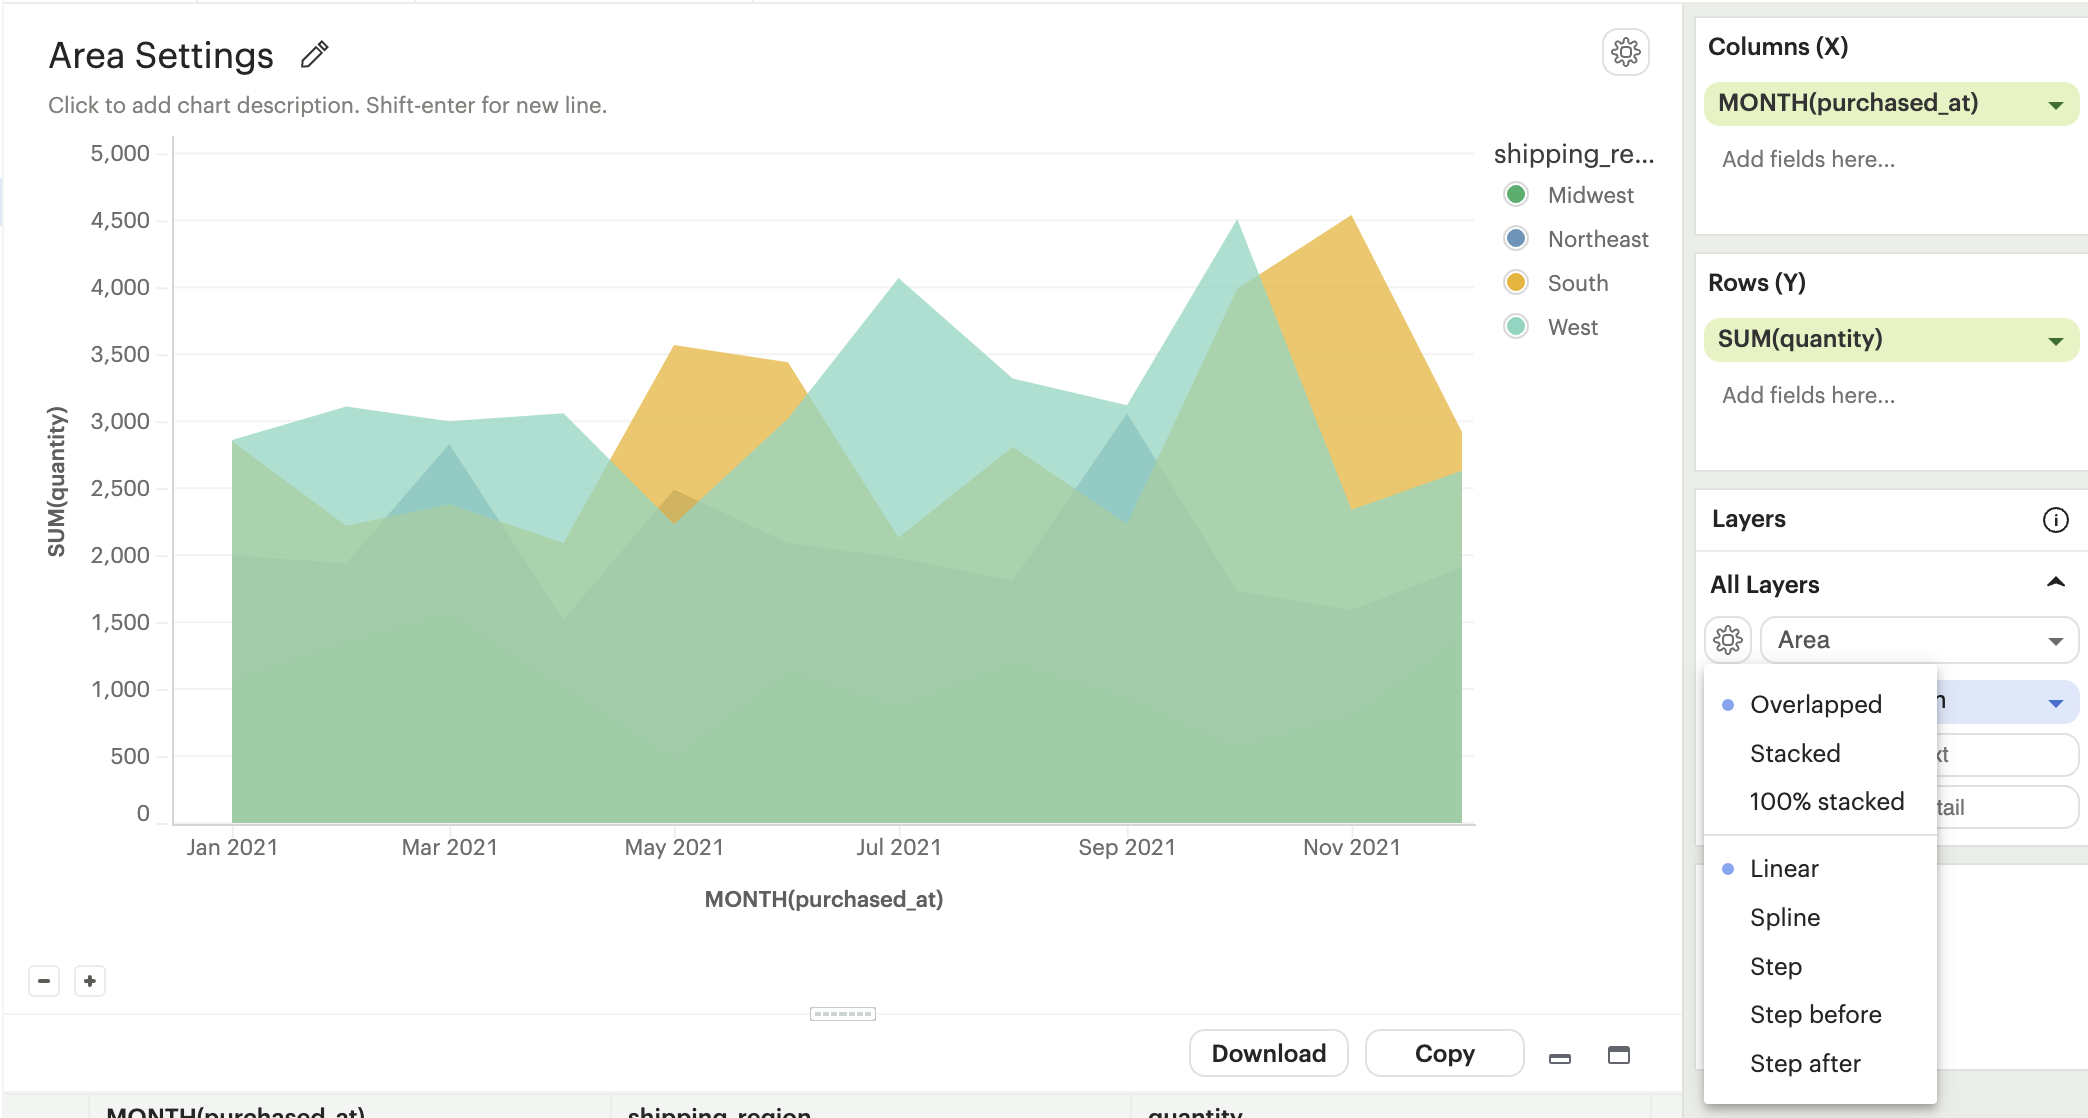 Area Settings
Click to add chart description. Shift-enter for new line.
5,000
4,500
4,000
3,500
3,000
2,500
2,000
1,500
1,000
500
0
SUM(quantity)
Jan 2021
Mar 2021
May 2021
Jul 2021
Sep 2021
Nov 2021
MONTH(purchased_at)
shipping_re...
Midwest
Northeast
South
West
Download
Copy
MONTH(purchased_at)
shipping_region
quantity
Columns (X)
MONTH(purchased_at)
Add fields here...
Rows (Y)
SUM(quantity)
Add fields here...
Layers
All Layers
Area
Overlapped
Stacked
100% stacked
Linear
Spline
Step
Step before
Step after